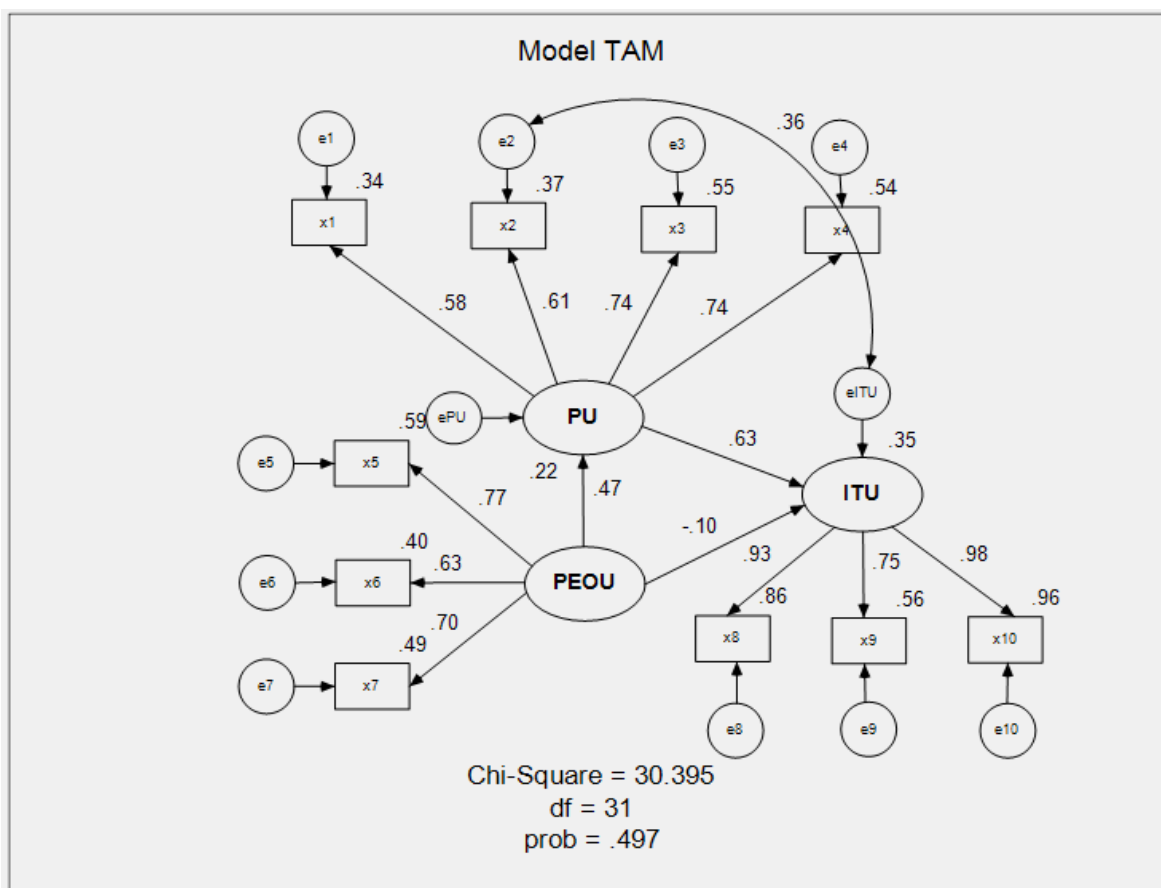 Model TAM
.36
e1
e2
e3
e4
.34
.37
.55
.54
x1
x2
x3
x4
.58
.61
.74
.74
eITU
ePU
PU
.59
.63
.35
e5
x5
.22
.47
.77
ITU
-.10
.40
.93
.75
.98
e6
x6
.63
PEOU
.86
.56
.96
.70
.49
x8
x9
x10
e7
x7
e8
e9
e10
Chi-Square = 30.395
df = 31
prob = .497